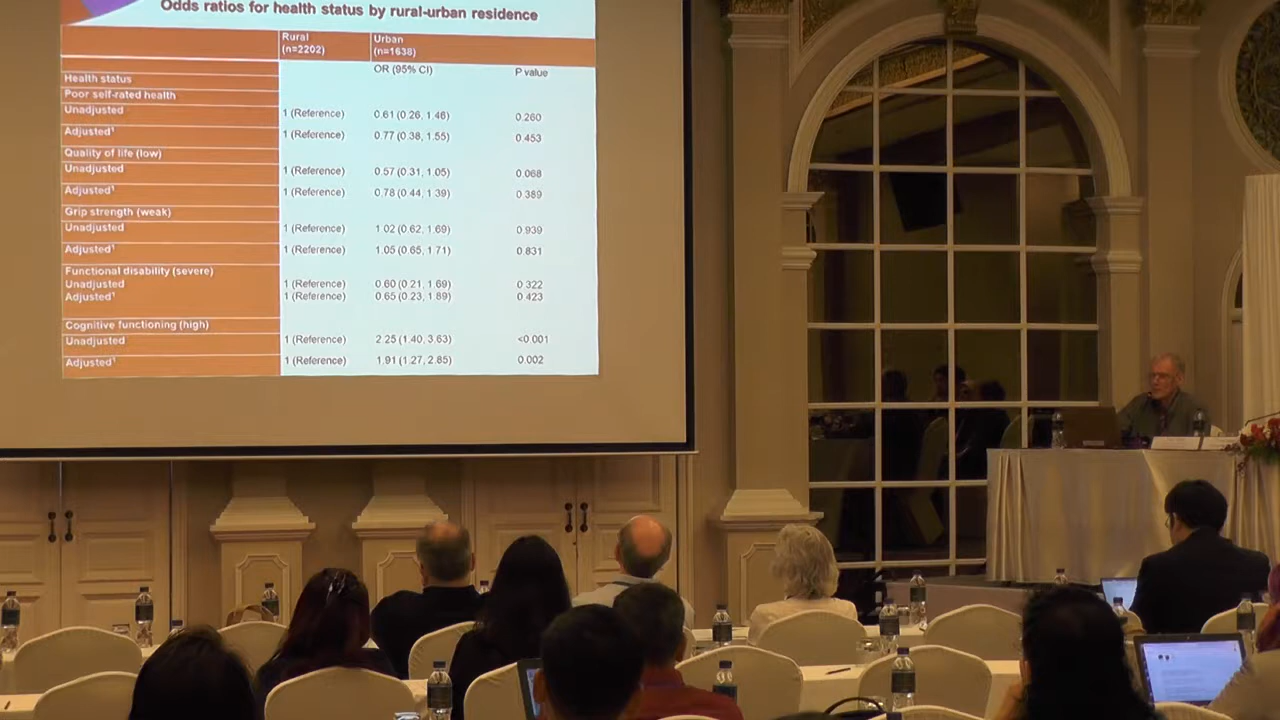 Odds ratios for health status by rural-urban residence
Rural (n=2202) Urban (n=1638)
OR (95% CI) P value
Health status
Poor self-rated health
Unadjusted 1 (Reference) 0.61 (0.26, 1.46) 0.260
Adjusted¹ 1 (Reference) 0.77 (0.38, 1.55) 0.453
Quality of life (low)
Unadjusted 1 (Reference) 0.57 (0.31, 1.05) 0.068
Adjusted¹ 1 (Reference) 0.78 (0.44, 1.39) 0.389
Grip strength (weak)
Unadjusted 1 (Reference) 1.02 (0.62, 1.69) 0.939
Adjusted¹ 1 (Reference) 1.05 (0.65, 1.71) 0.831
Functional disability (severe)
Unadjusted 1 (Reference) 0.60 (0.21, 1.69) 0.322
Adjusted¹ 1 (Reference) 0.65 (0.23, 1.89) 0.423
Cognitive functioning (high)
Unadjusted 1 (Reference) 2.25 (1.40, 3.63) <0.001
Adjusted¹ 1 (Reference) 1.91 (1.27, 2.85) 0.002